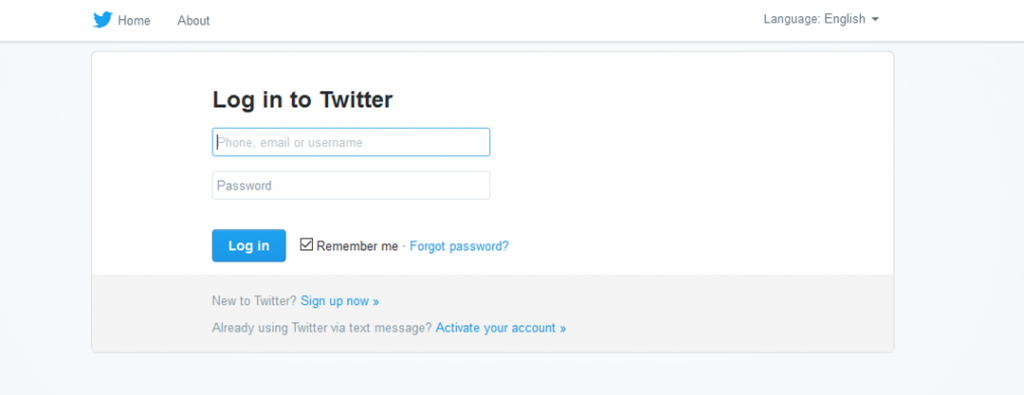 Home About Language: English
Log in to Twitter
Phone, email or username
Password
Log in Remember me · Forgot password?
New to Twitter? Sign up now »
Already using Twitter via text message? Activate your account »